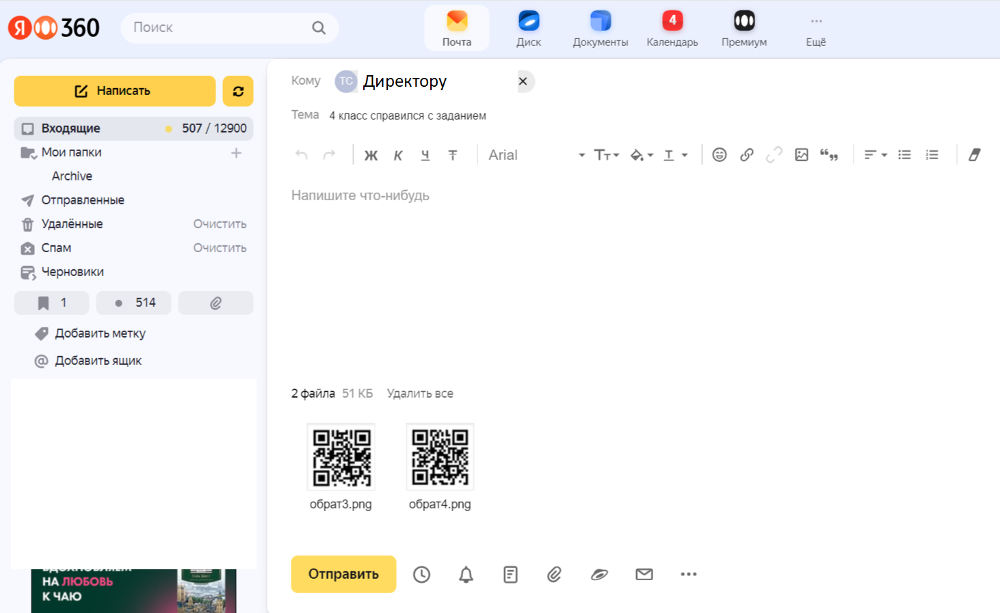 Я 360
Поиск
Почта
Диск
Документы
4
Календарь
Премиум
Ещё
Написать
Входящие 507 / 12900
Мои папки
Archive
Отправленные
Удалённые Очистить
Спам Очистить
Черновики
1 514
Добавить метку
Добавить ящик
НА ЛЮБОВЬ
К ЧАЮ
Кому ТС Директору
Тема 4 класс справился с заданием
Ж К Ч Т Arial Тт Т
Напишите что-нибудь
2 файла 51 КБ Удалить все
обрат3.png обрат4.png
Отправить